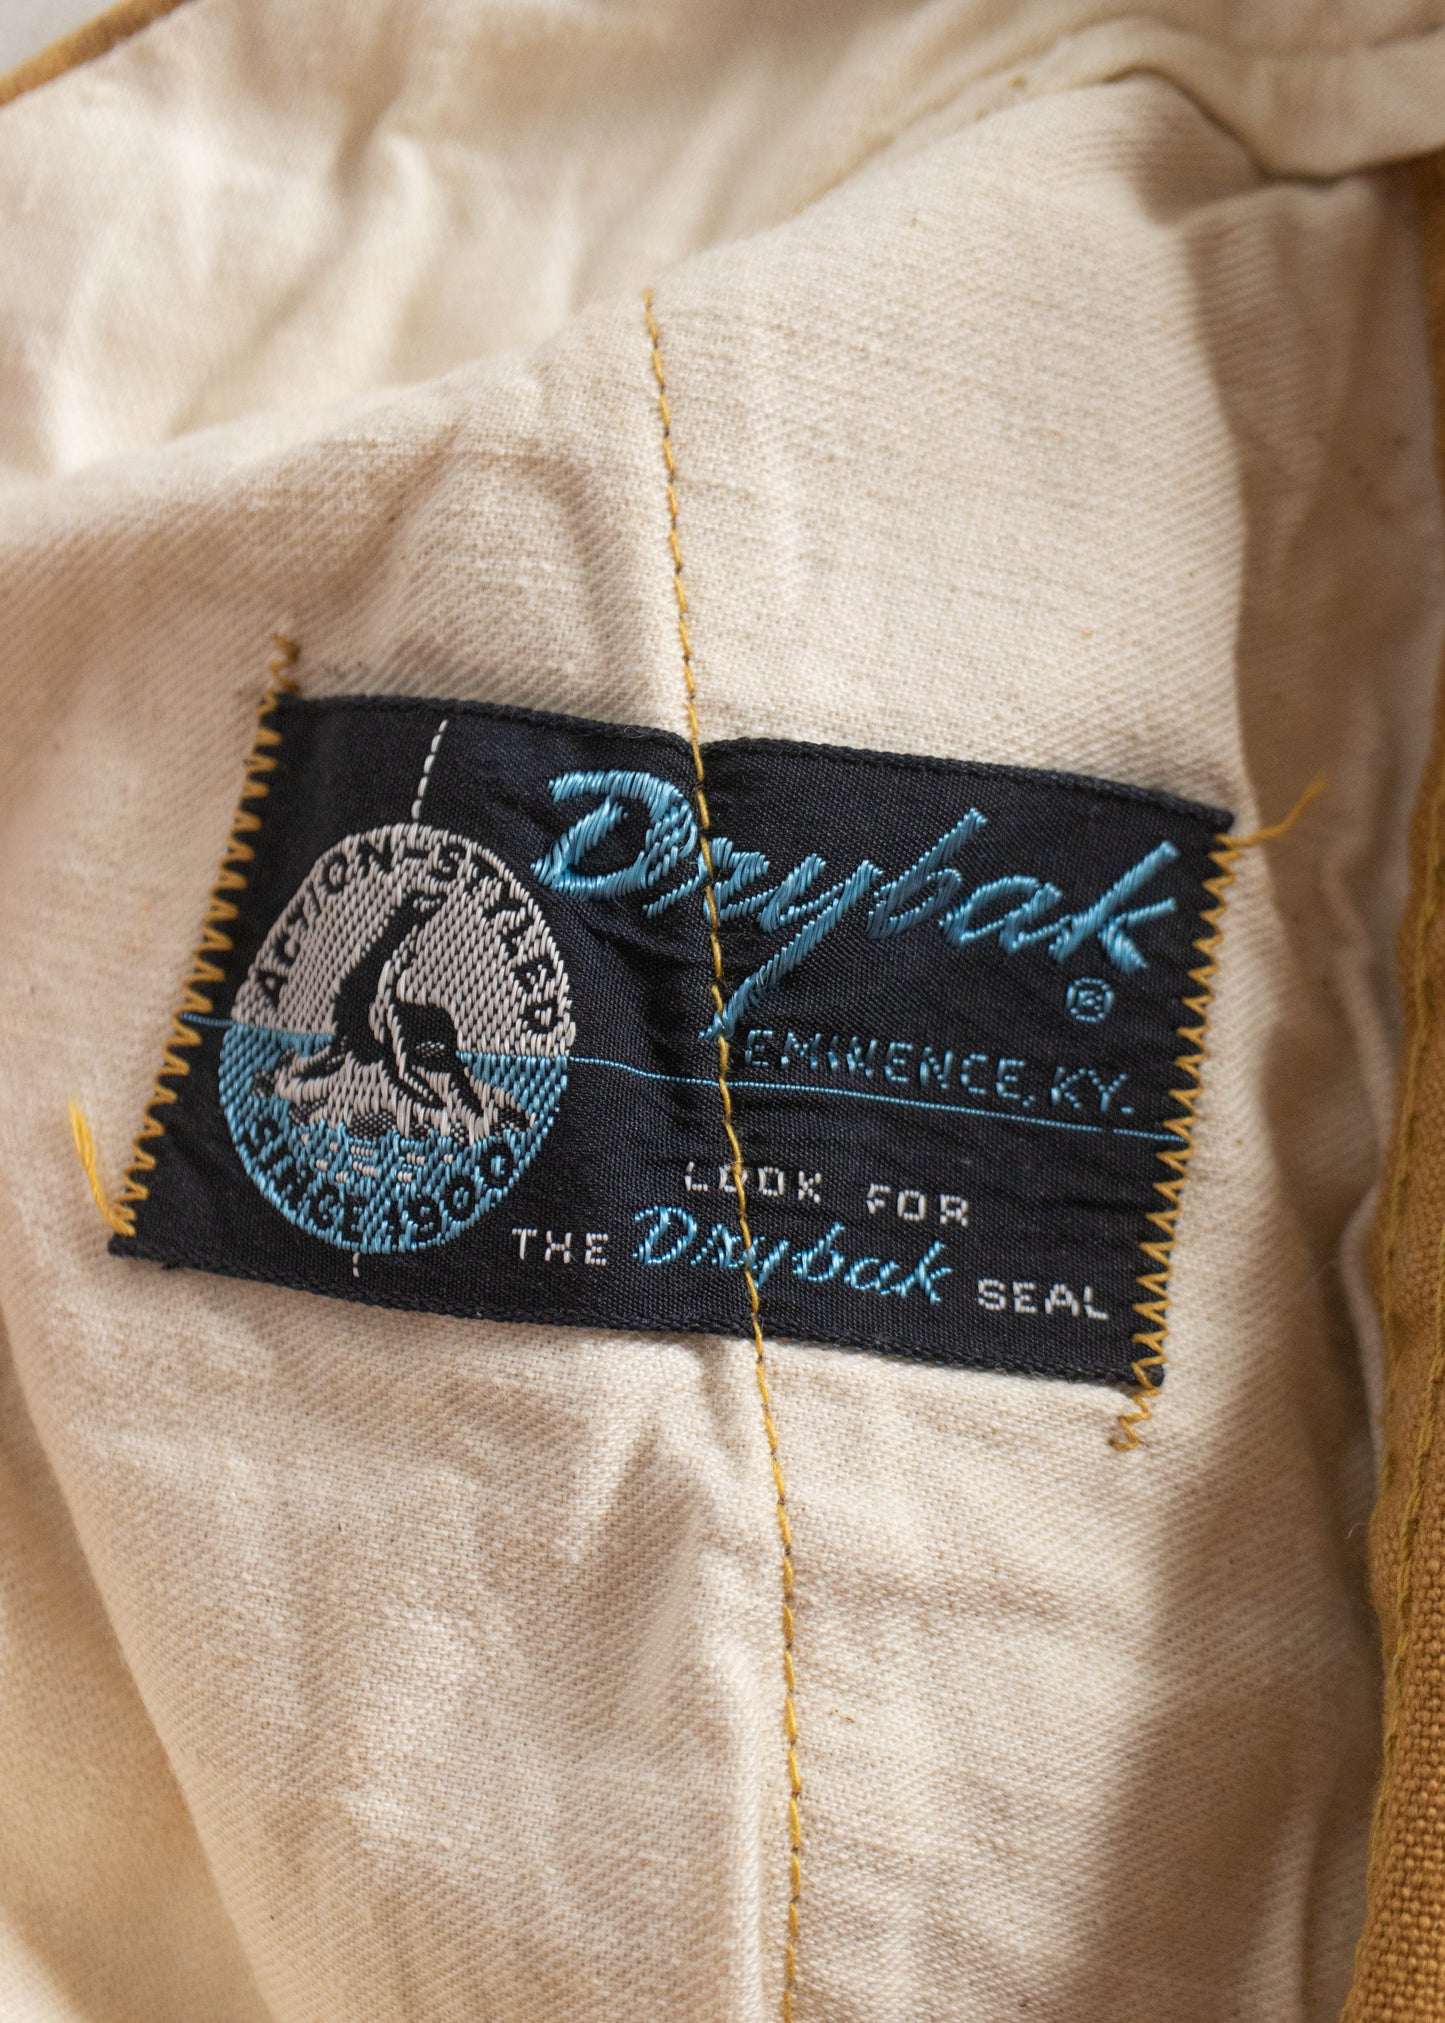 ACTION-STYLED
SINCE 1900
Drybak®
EMINENCE, KY.
LOOK FOR
THE Drybak SEAL